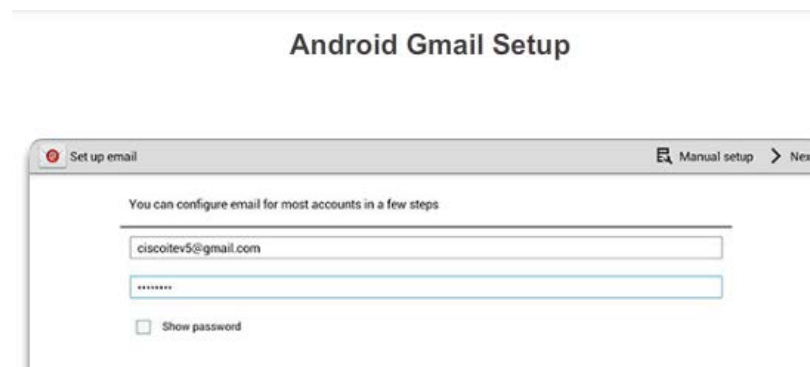 Android Gmail Setup
Set up email
Manual setup
You can configure email for most accounts in a few steps
ciscoitev5@gmail.com
••••••••
Show password